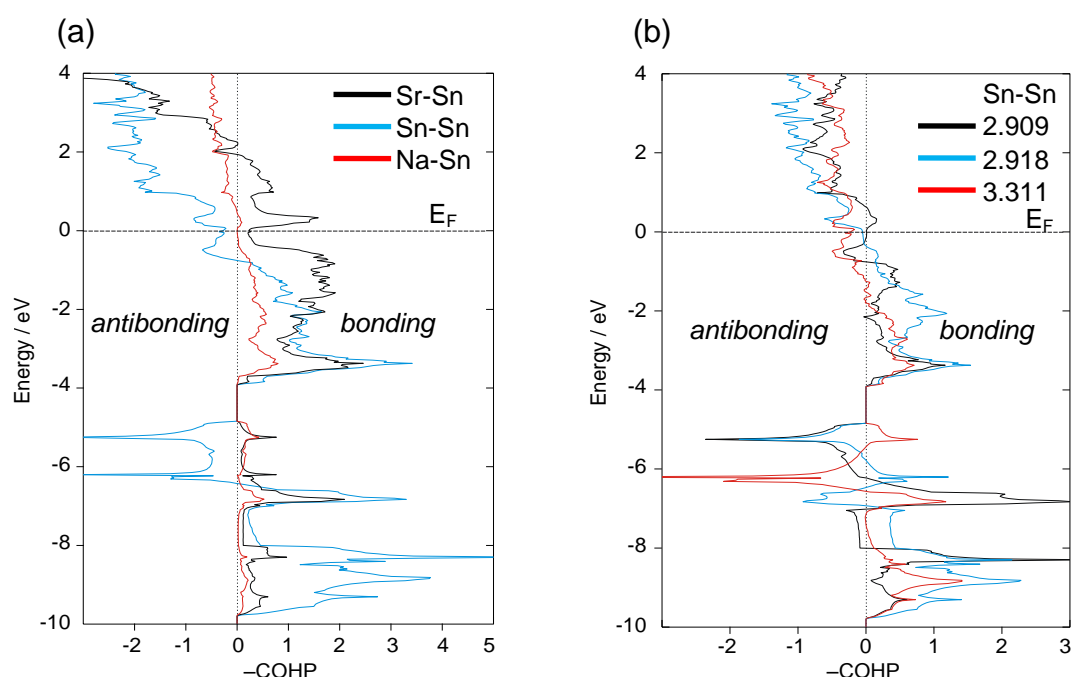 (a)
4
2
0
-2
-4
-6
-8
-10
Energy / eV
Sr-Sn
Sn-Sn
Na-Sn
E_F
antibonding
bonding
-2
-1
0
1
2
3
4
5
–COHP
(b)
4
2
0
-2
-4
-6
-8
-10
Energy / eV
Sn-Sn
2.909
2.918
3.311
E_F
antibonding
bonding
-2
-1
0
1
2
3
–COHP